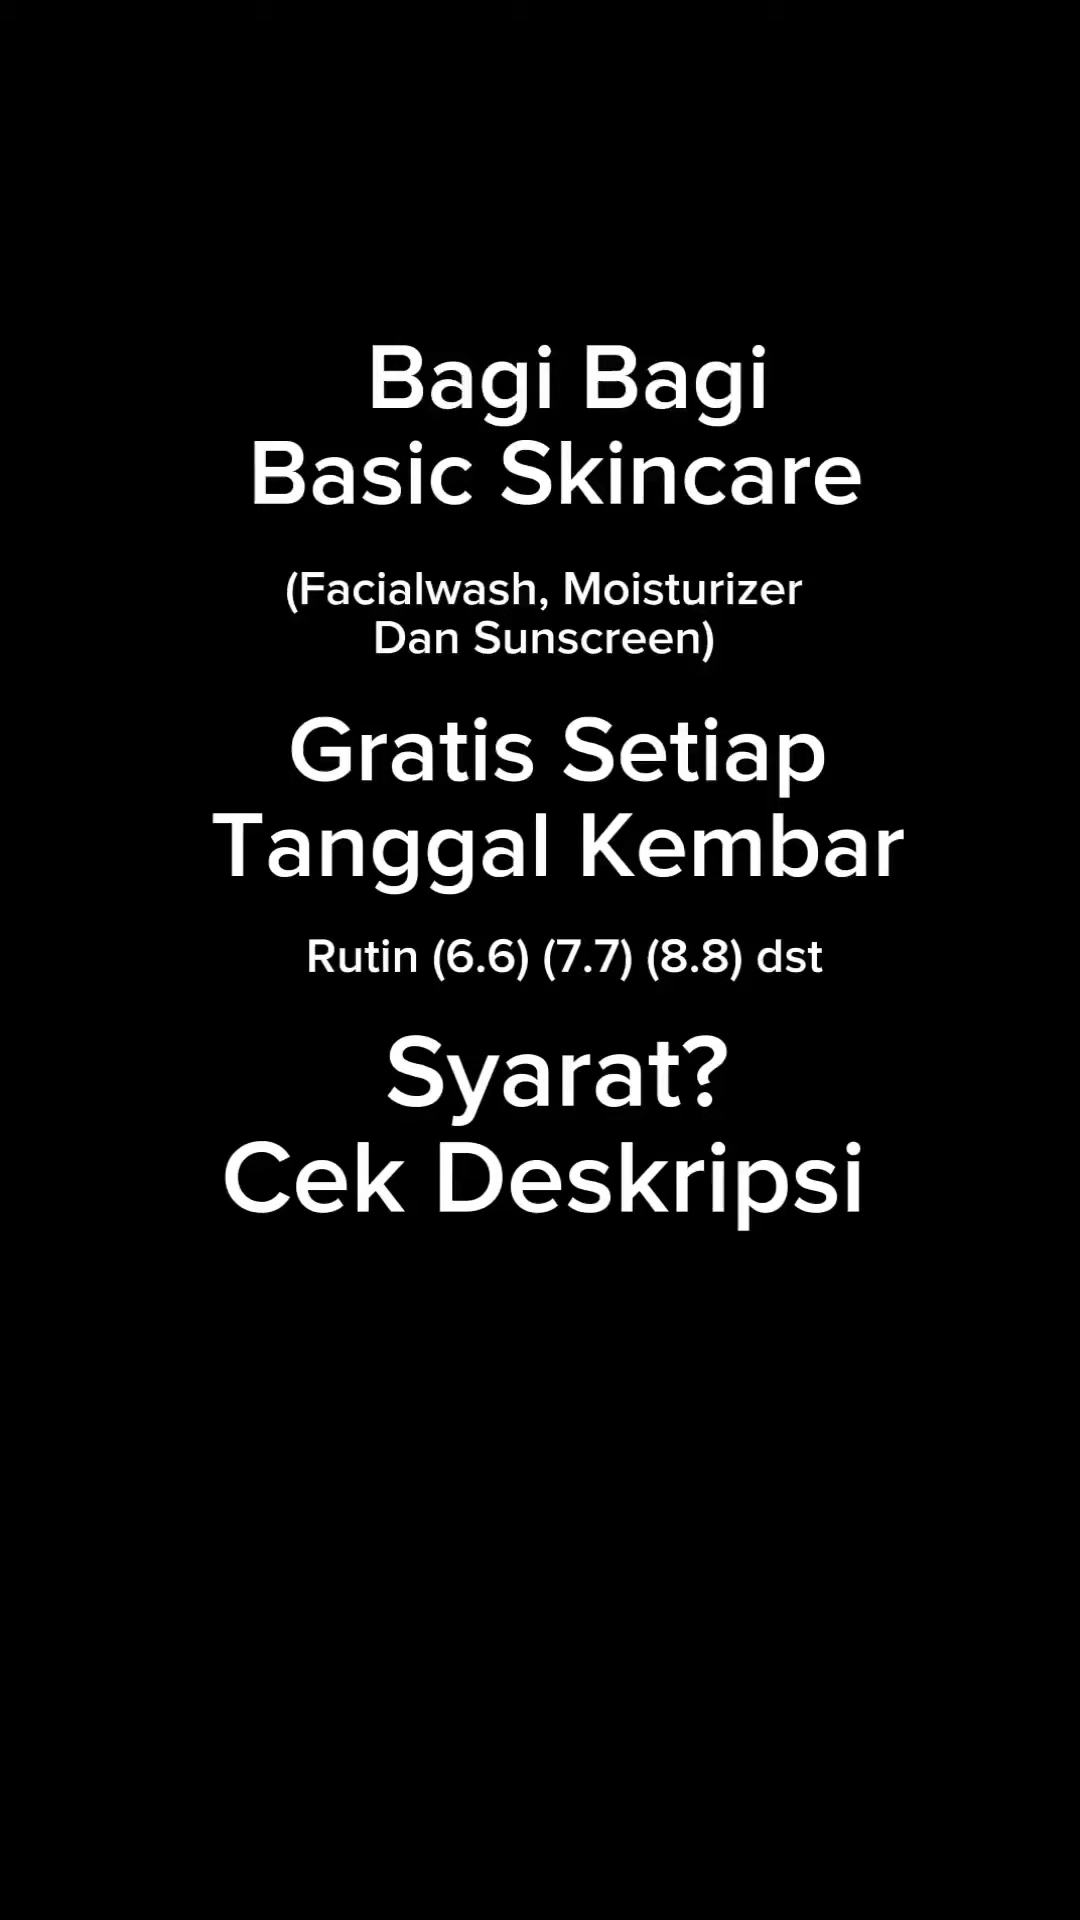 Bagi Bagi
Basic Skincare
(Facialwash, Moisturizer
Dan Sunscreen)
Gratis Setiap
Tanggal Kembar
Rutin (6.6) (7.7) (8.8) dst
Syarat?
Cek Deskripsi